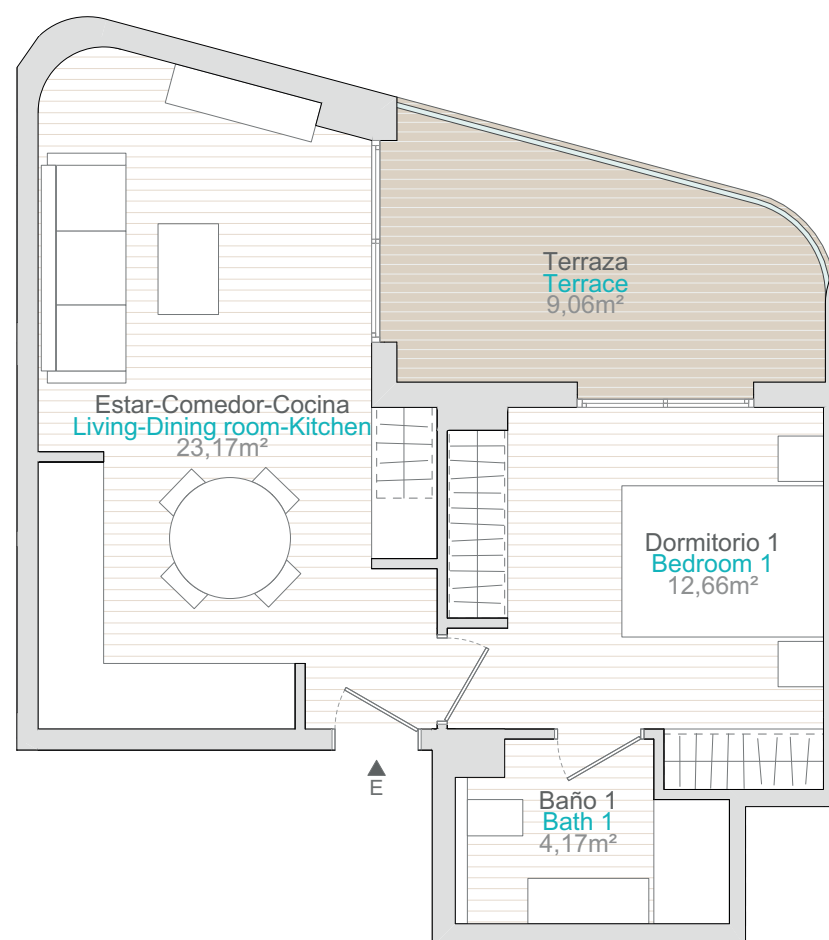 Terraza
Terrace
9,06m²
Estar-Comedor-Cocina
Living-Dining room-Kitchen
23,17m²
Dormitorio 1
Bedroom 1
12,66m²
E
Baño 1
Bath 1
4,17m²